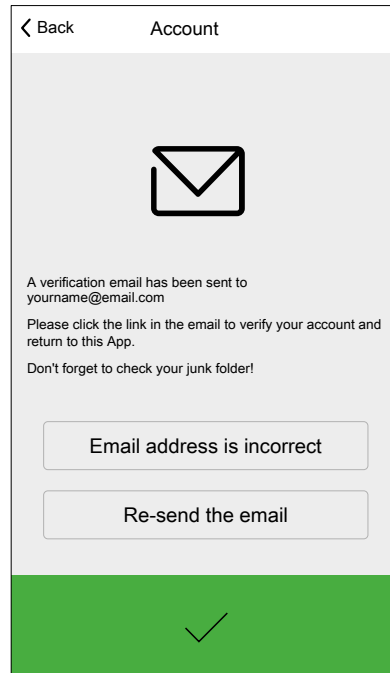 Back
Account
A verification email has been sent to
yourname@email.com
Please click the link in the email to verify your account and
return to this App.
Don't forget to check your junk folder!
Email address is incorrect
Re-send the email